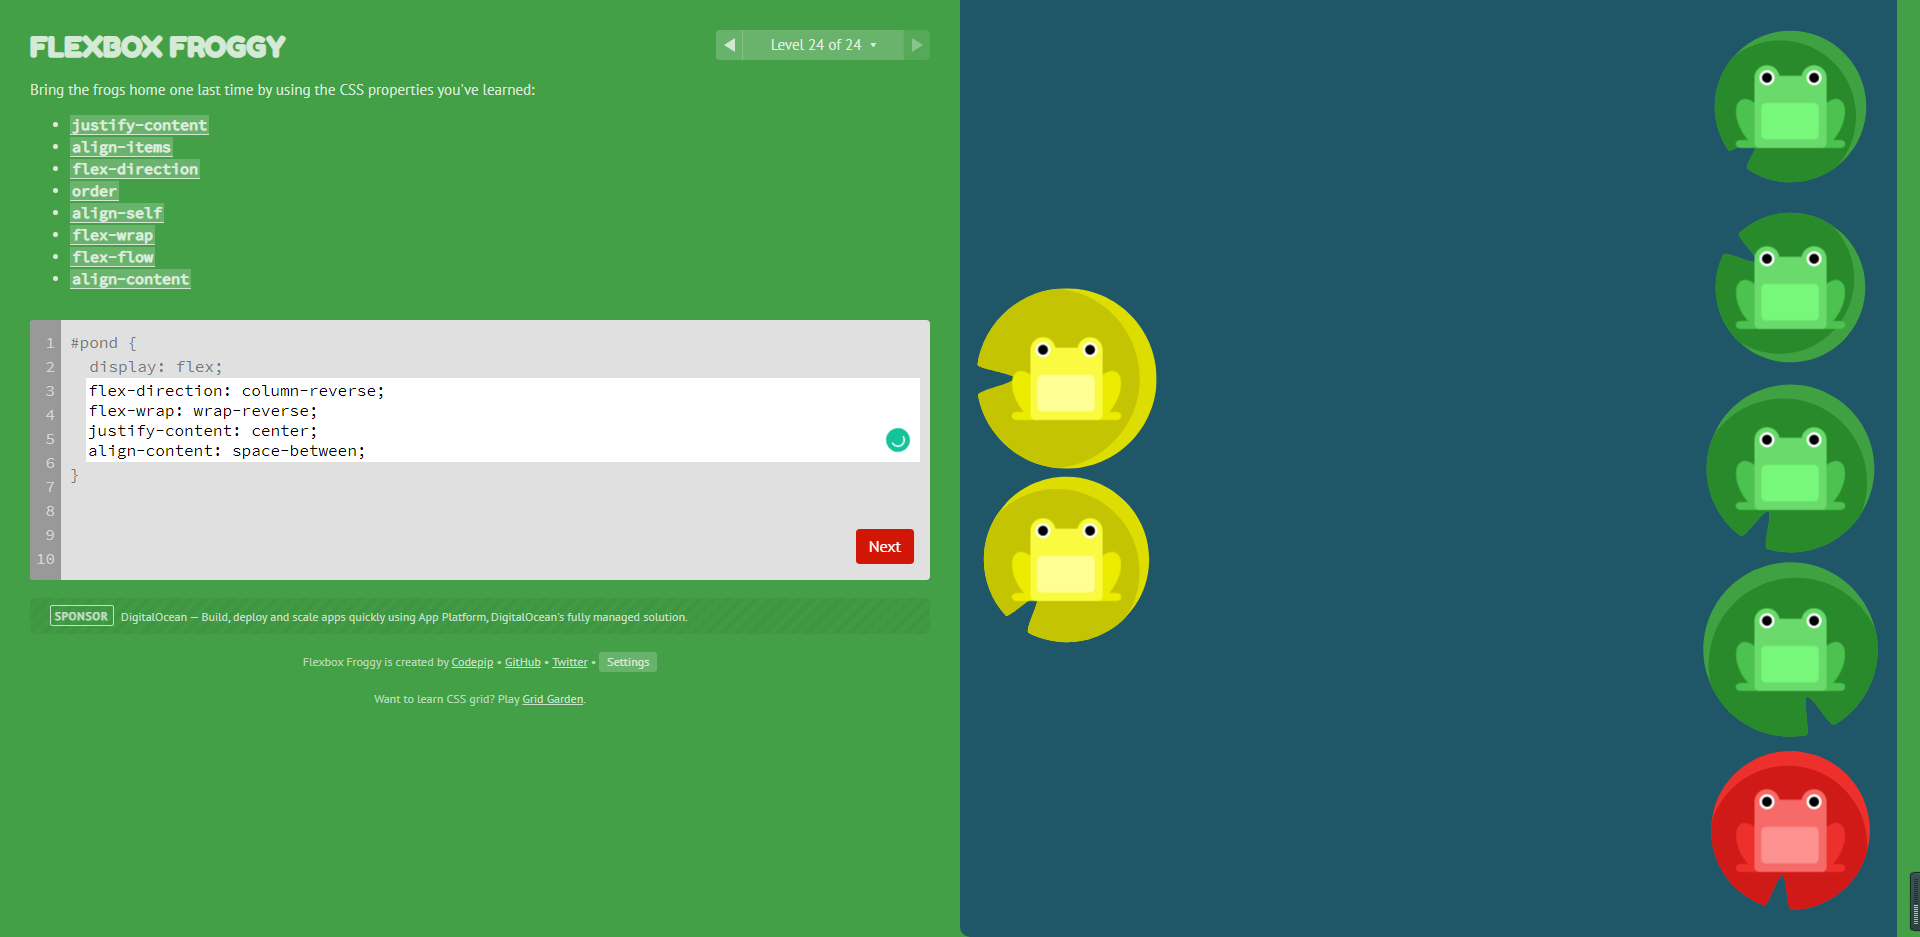 FLEXBOX FROGGY
Level 24 of 24
Bring the frogs home one last time by using the CSS properties you've learned:
justify-content
align-items
flex-direction
order
align-self
flex-wrap
flex-flow
align-content
1 #pond {
2 display: flex;
3 flex-direction: column-reverse;
4 flex-wrap: wrap-reverse;
5 justify-content: center;
6 align-content: space-between;
7 }
8
9
10
Next
SPONSOR DigitalOcean — Build, deploy and scale apps quickly using App Platform, DigitalOcean's fully managed solution.
Flexbox Froggy is created by Codepip • GitHub • Twitter • Settings
Want to learn CSS grid? Play Grid Garden.